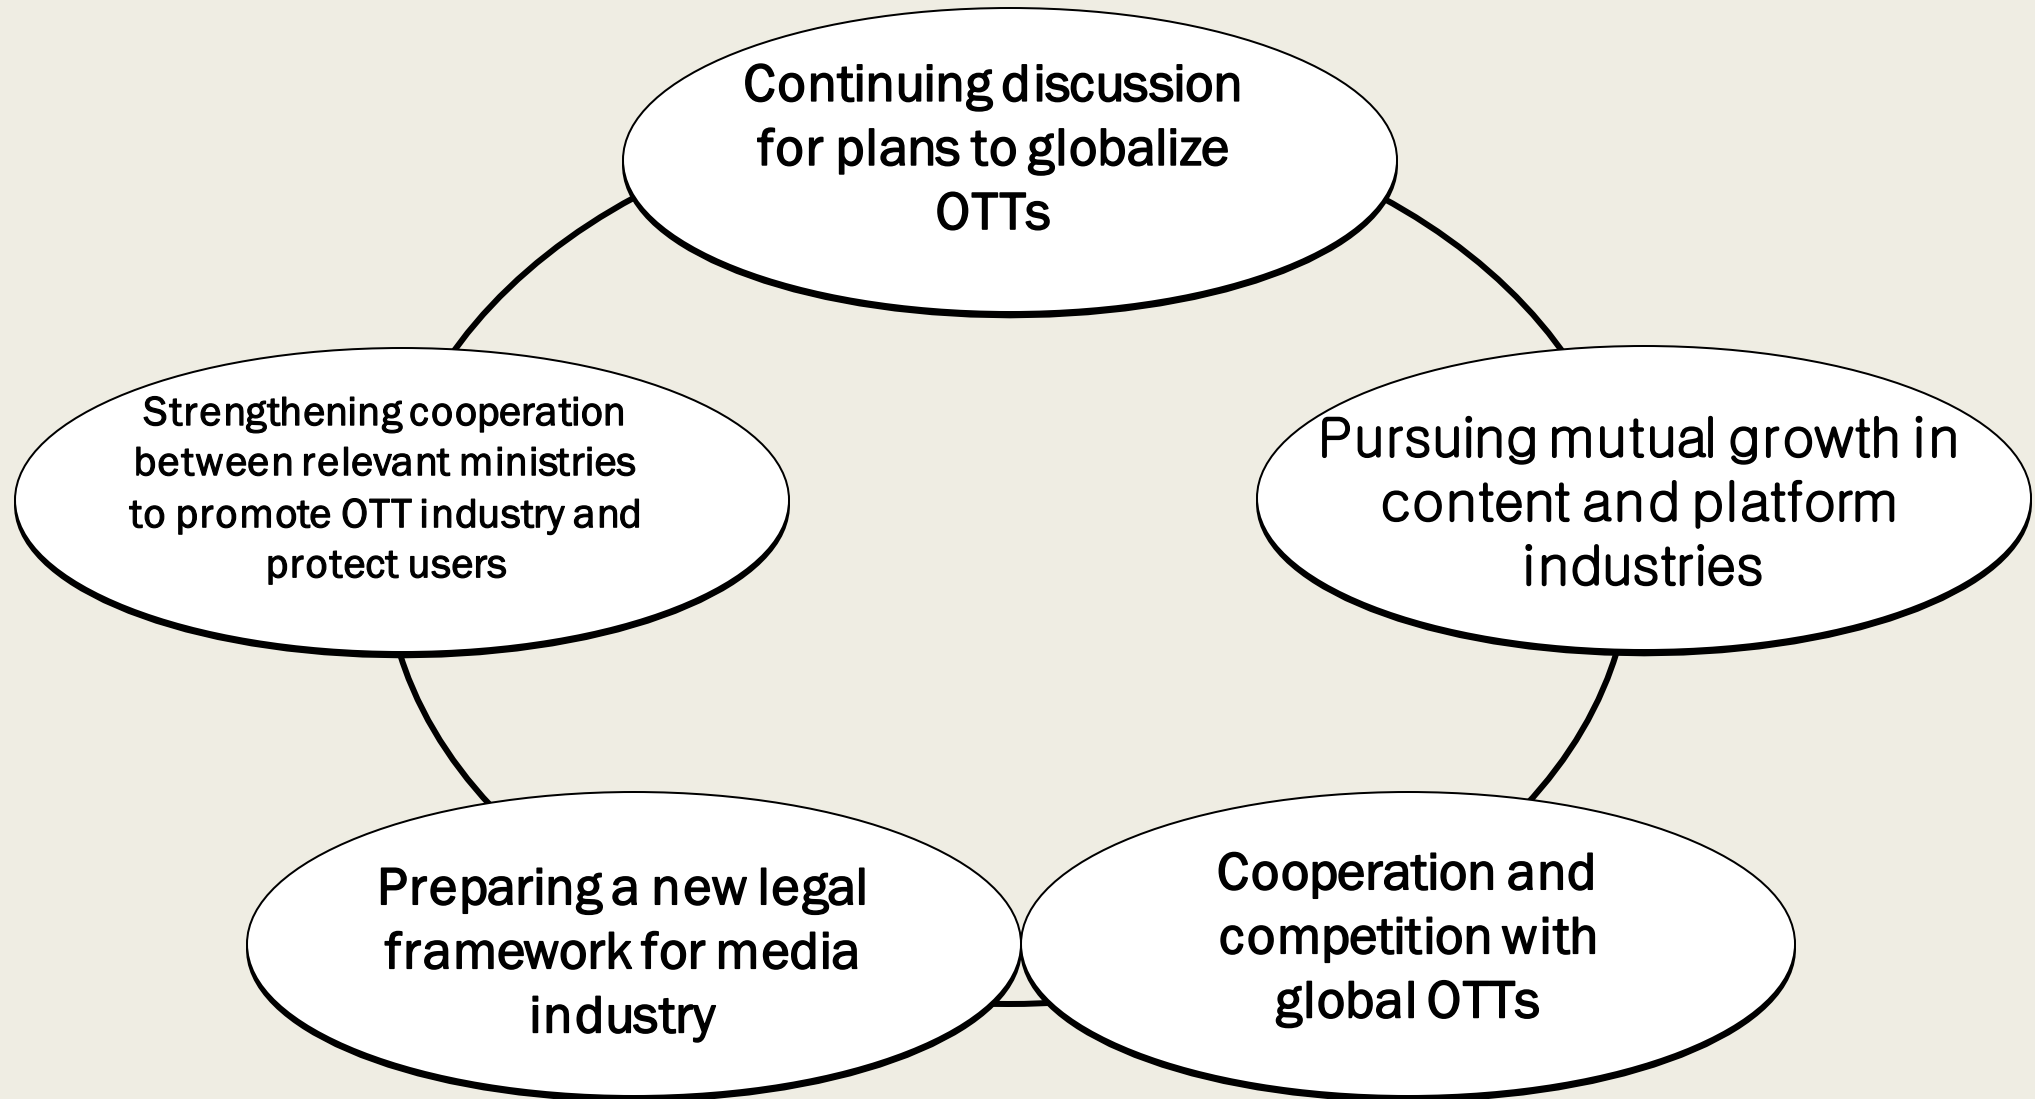 Continuing discussion
for plans to globalize
OTTs
Strengthening cooperation
between relevant ministries
to promote OTT industry and
protect users
Pursuing mutual growth in
content and platform
industries
Preparing a new legal
framework for media
industry
Cooperation and
competition with
global OTTs